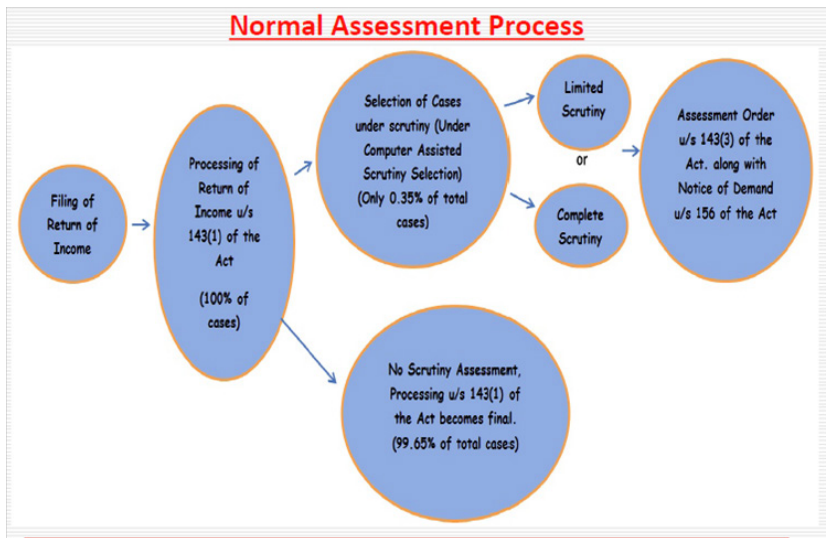 Normal Assessment Process
Filing of
Return of
Income
Processing of
Return of
Income u/s
143(1) of the
Act
(100% of
cases)
Selection of Cases
under scrutiny (Under
Computer Assisted
Scrutiny Selection)
(Only 0.35% of total
cases)
Limited
Scrutiny
or
Complete
Scrutiny
Assessment Order
u/s 143(3) of the
Act. along with
Notice of Demand
u/s 156 of the Act
No Scrutiny Assessment,
Processing u/s 143(1) of
the Act becomes final.
(99.65% of total cases)